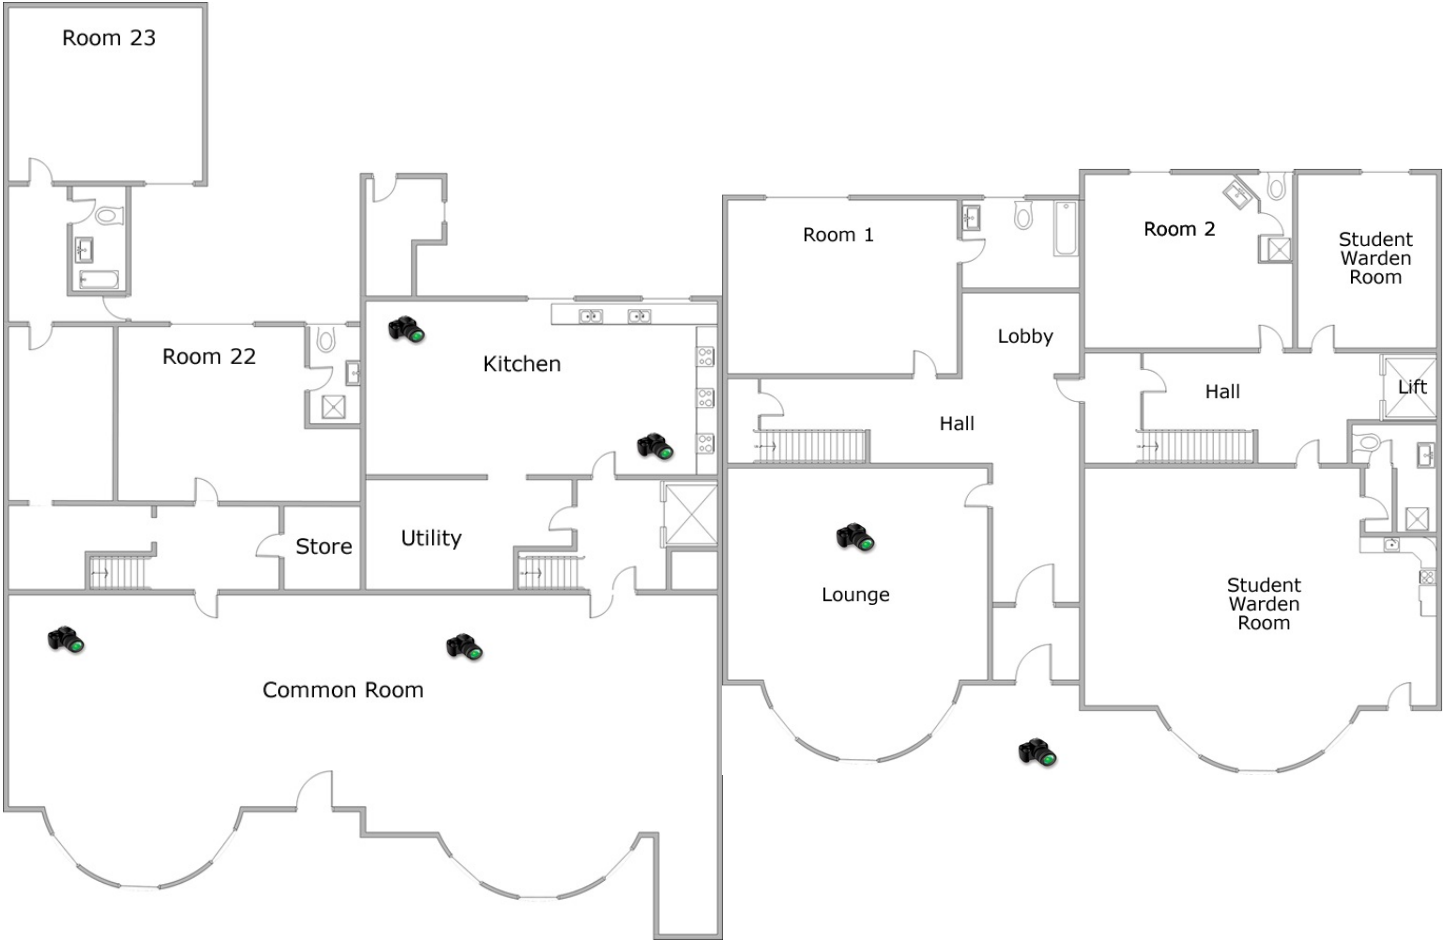 Room 23
Room 1
Room 2
Student
Warden
Room
Lobby
Room 22
Kitchen
Hall
Lift
Hall
Utility
Store
Lounge
Student
Warden
Room
Common Room